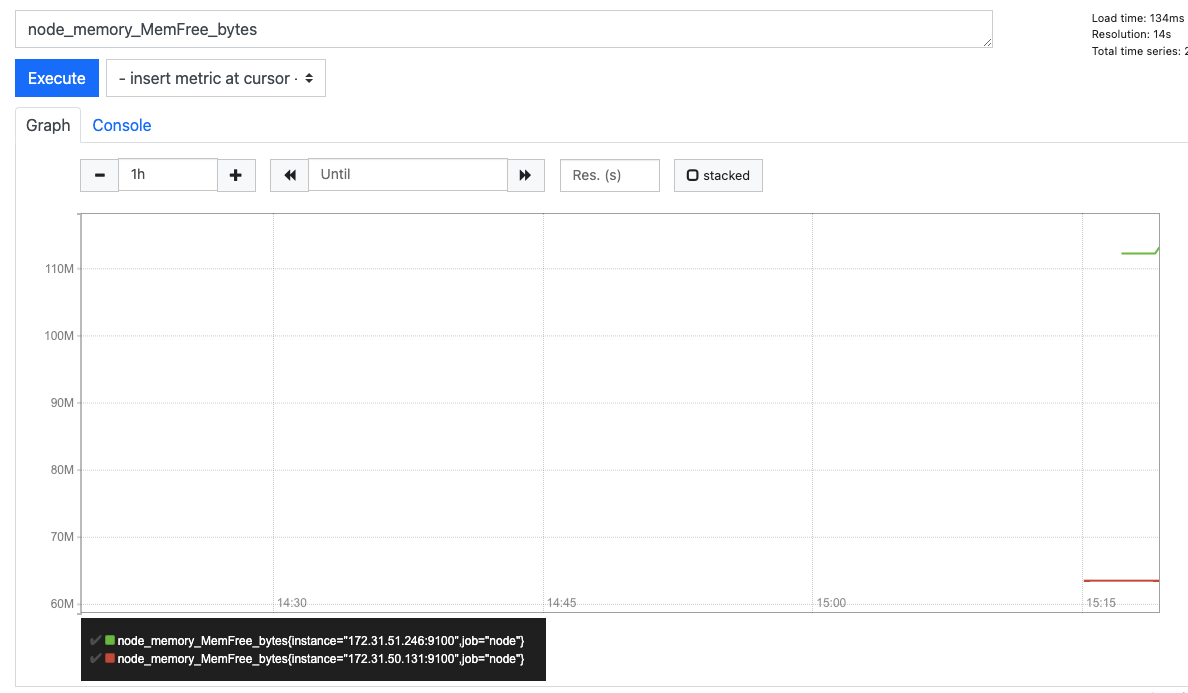 node_memory_MemFree_bytes
Load time: 134ms
Resolution: 14s
Total time series: 2
Execute
- insert metric at cursor -
Graph
Console
1h
Until
Res. (s)
stacked
110M
100M
90M
80M
70M
60M
14:30
14:45
15:00
15:15
node_memory_MemFree_bytes{instance="172.31.51.246:9100",job="node"}
node_memory_MemFree_bytes{instance="172.31.50.131:9100",job="node"}